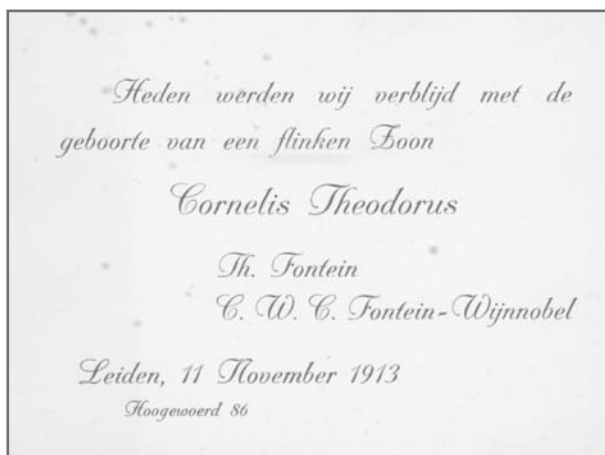 Heden werden wij verblijd met de
geboorte van een flinken Zoon
Cornelis Theodorus
Th. Fontein
C. W. C. Fontein-Wijnnobel
Leiden, 11 November 1913
Hoogewoerd 86